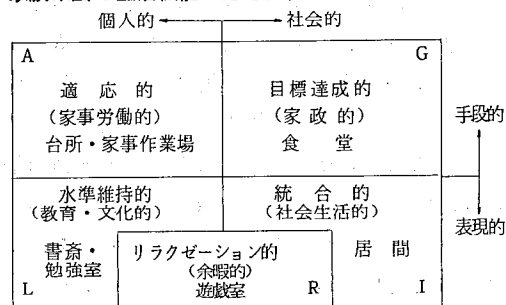 個人的 ← → 社会的
A
G
適応的
(家事労働的)
台所・家事作業場
目標達成的
(家政的)
食堂
手段的
表現的
水準維持的
(教育・文化的)
書斎・
勉強室
L
統合的
(社会生活的)
居間
I
リラクゼーション的
(余暇的)
遊戯室
R